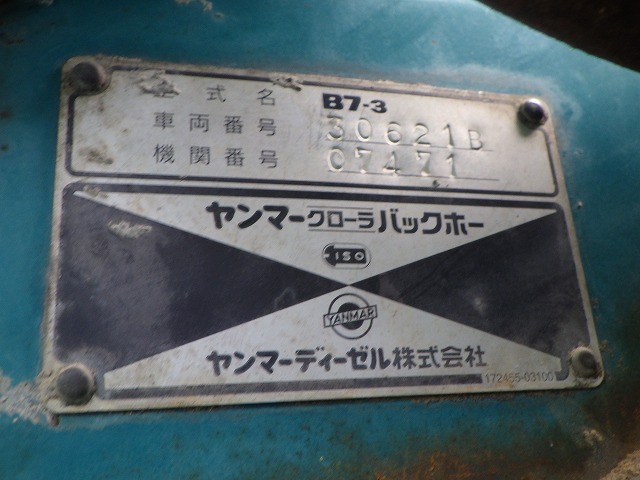 型式名 B7-3
車両番号 30621B
機関番号 07471
ヤンマークローラバックホー
ISO
YANMAR
ヤンマーディーゼル株式会社
172455-03100